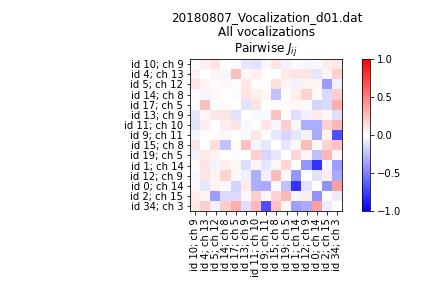 20180807_Vocalization_d01.dat
All vocalizations
Pairwise Jij
id 10; ch 9
id 4; ch 13
id 5; ch 12
id 14; ch 8
id 17; ch 5
id 13; ch 9
id 11; ch 10
id 9; ch 11
id 15; ch 8
id 19; ch 5
id 1; ch 14
id 12; ch 9
id 0; ch 14
id 2; ch 15
id 34; ch 3
1.0
0.5
0.0
−0.5
−1.0
id 10; ch 9
id 4; ch 13
id 5; ch 12
id 14; ch 8
id 17; ch 5
id 13; ch 9
id 11; ch 10
id 9; ch 11
id 15; ch 8
id 19; ch 5
id 1; ch 14
id 12; ch 9
id 0; ch 14
id 2; ch 15
id 34; ch 3